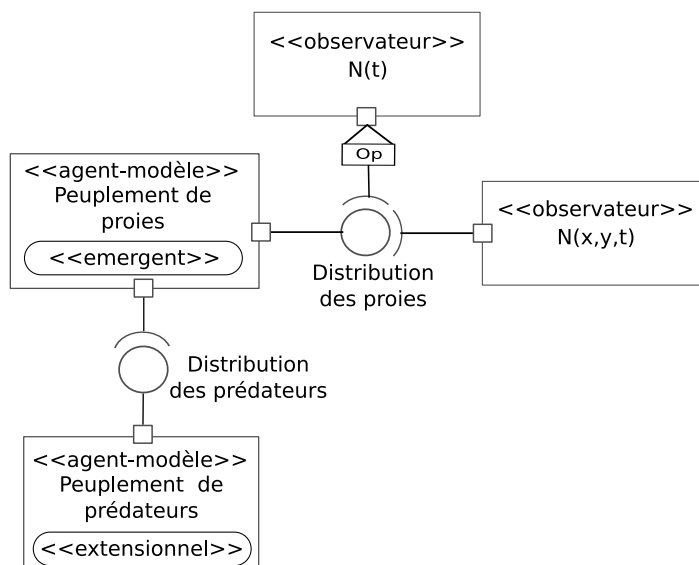 <<observateur>>
N(t)
Op
<<agent-modèle>>
Peuplement de
proies
<<emergent>>
<<observateur>>
N(x,y,t)
Distribution
des proies
Distribution
des prédateurs
<<agent-modèle>>
Peuplement de
prédateurs
<<extensionnel>>